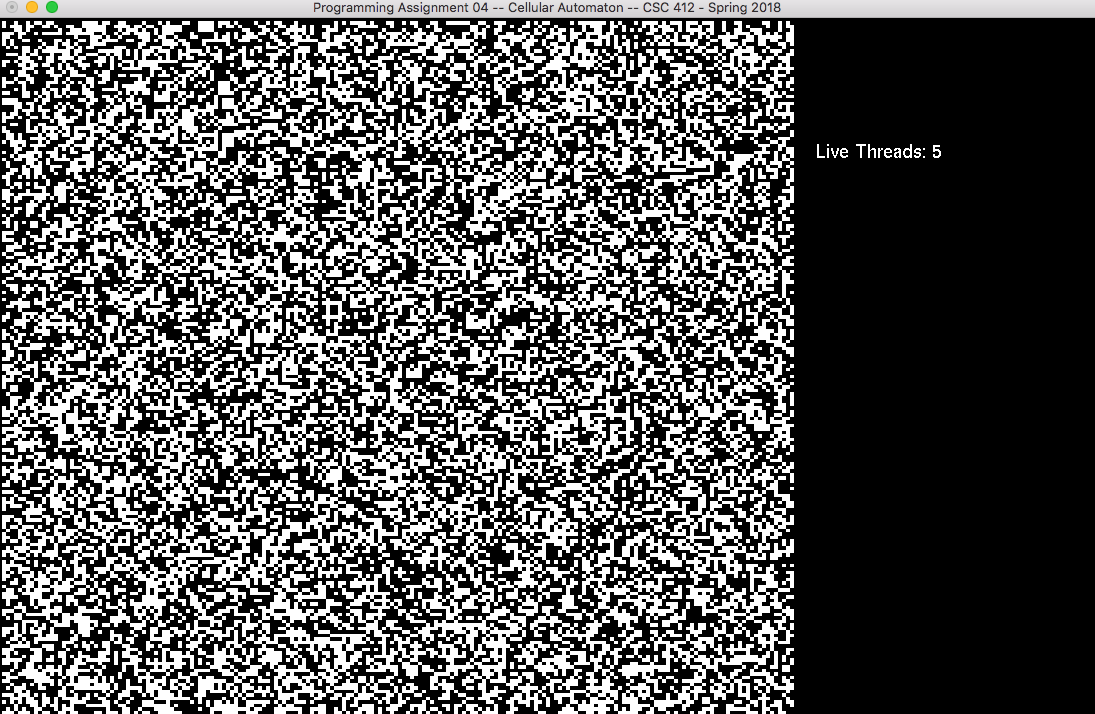 Programming Assignment 04 -- Cellular Automaton -- CSC 412 - Spring 2018
Live Threads: 5